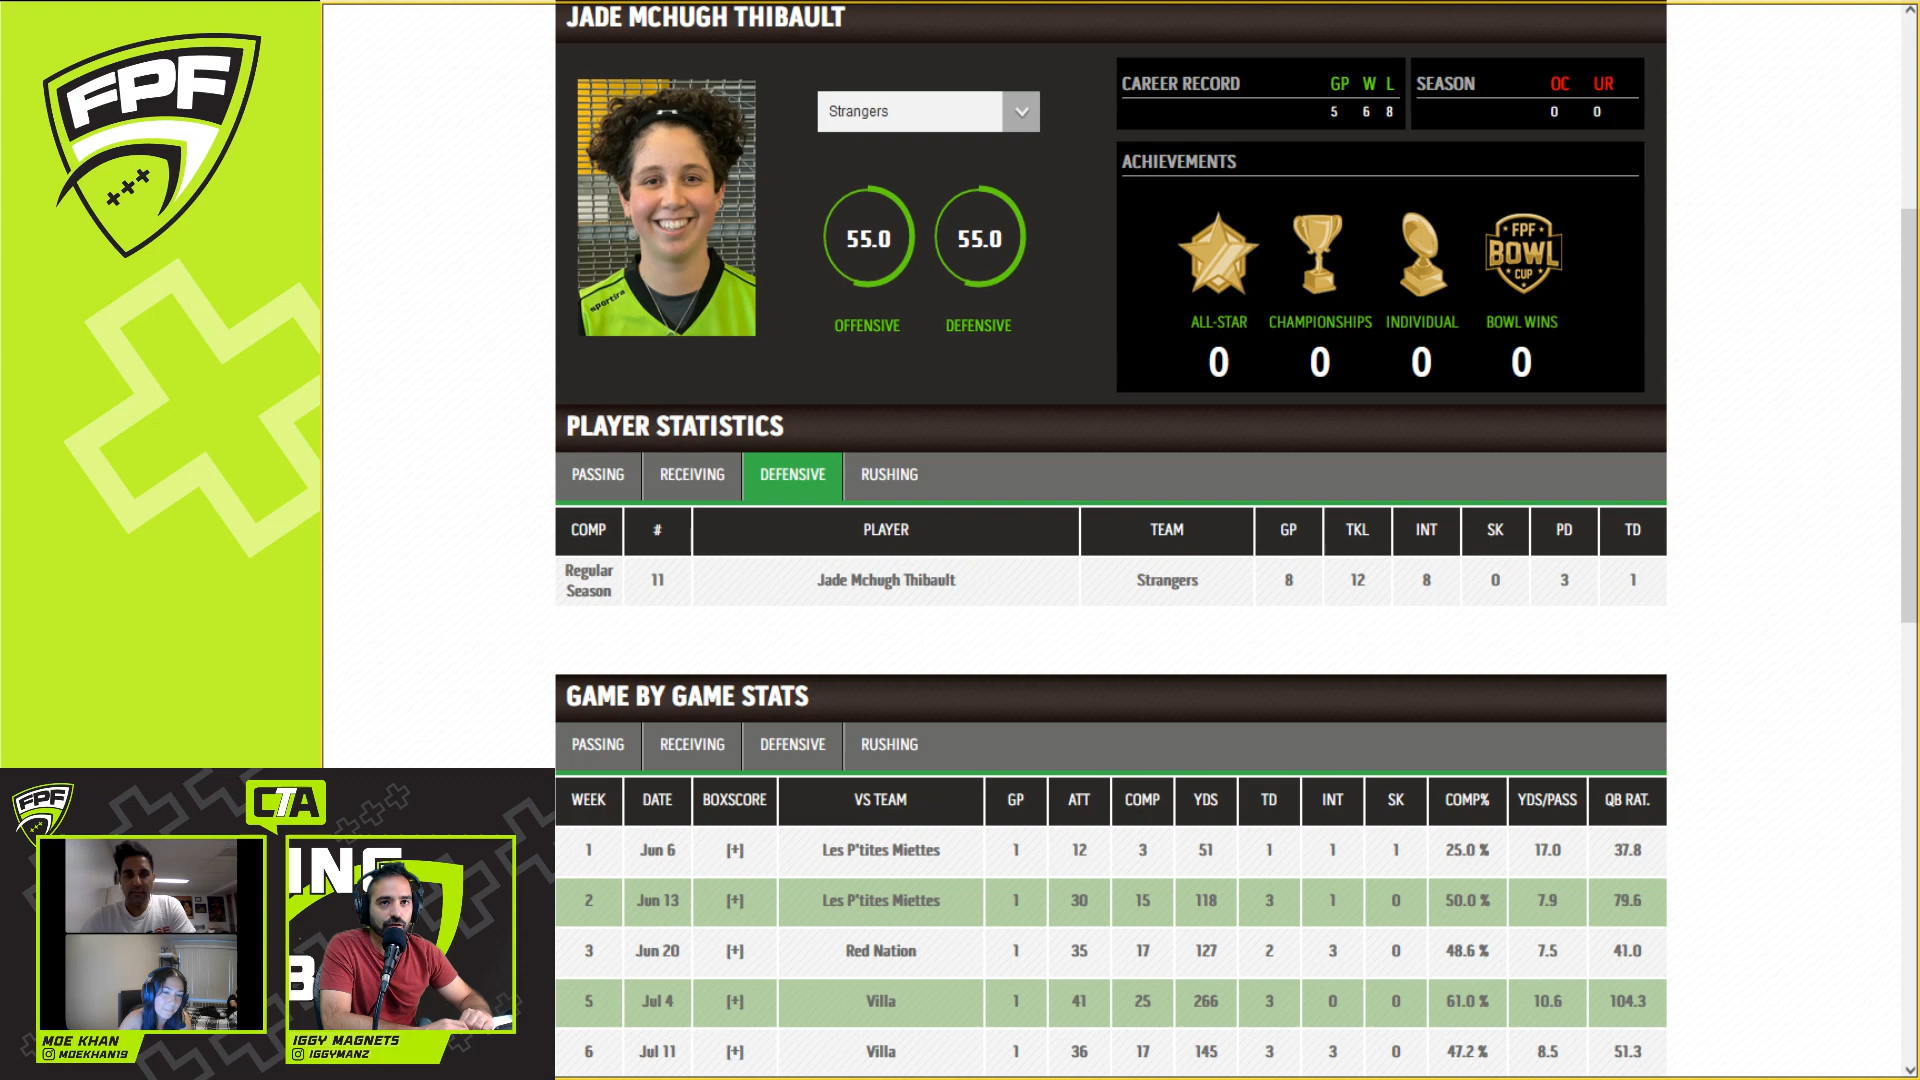 FPF
JADE MCHUGH THIBAULT
Strangers
55.0 55.0
OFFENSIVE DEFENSIVE
sportira
CAREER RECORD GP W L
5 6 8
SEASON OC UR
0 0
ACHIEVEMENTS
FPF
BOWL
CUP
ALL-STAR CHAMPIONSHIPS INDIVIDUAL BOWL WINS
0 0 0 0
PLAYER STATISTICS
PASSING RECEIVING DEFENSIVE RUSHING
COMP # PLAYER TEAM GP TKL INT SK PD TD
Regular Season 11 Jade Mchugh Thibault Strangers 8 12 8 0 3 1
GAME BY GAME STATS
PASSING RECEIVING DEFENSIVE RUSHING
WEEK DATE BOXSCORE VS TEAM GP ATT COMP YDS TD INT SK COMP% YDS/PASS QB RAT.
1 Jun 6 [+] Les P'tites Miettes 1 12 3 51 1 1 1 25.0 % 17.0 37.8
2 Jun 13 [+] Les P'tites Miettes 1 30 15 118 3 1 0 50.0 % 7.9 79.6
3 Jun 20 [+] Red Nation 1 35 17 127 2 3 0 48.6 % 7.5 41.0
5 Jul 4 [+] Villa 1 41 25 266 3 0 0 61.0 % 10.6 104.3
6 Jul 11 [+] Villa 1 36 17 145 3 3 0 47.2 % 8.5 51.3
FPF
CTA
MOE KHAN
MOEKHAN19
IGGY MAGNETS
IGGYMANZ